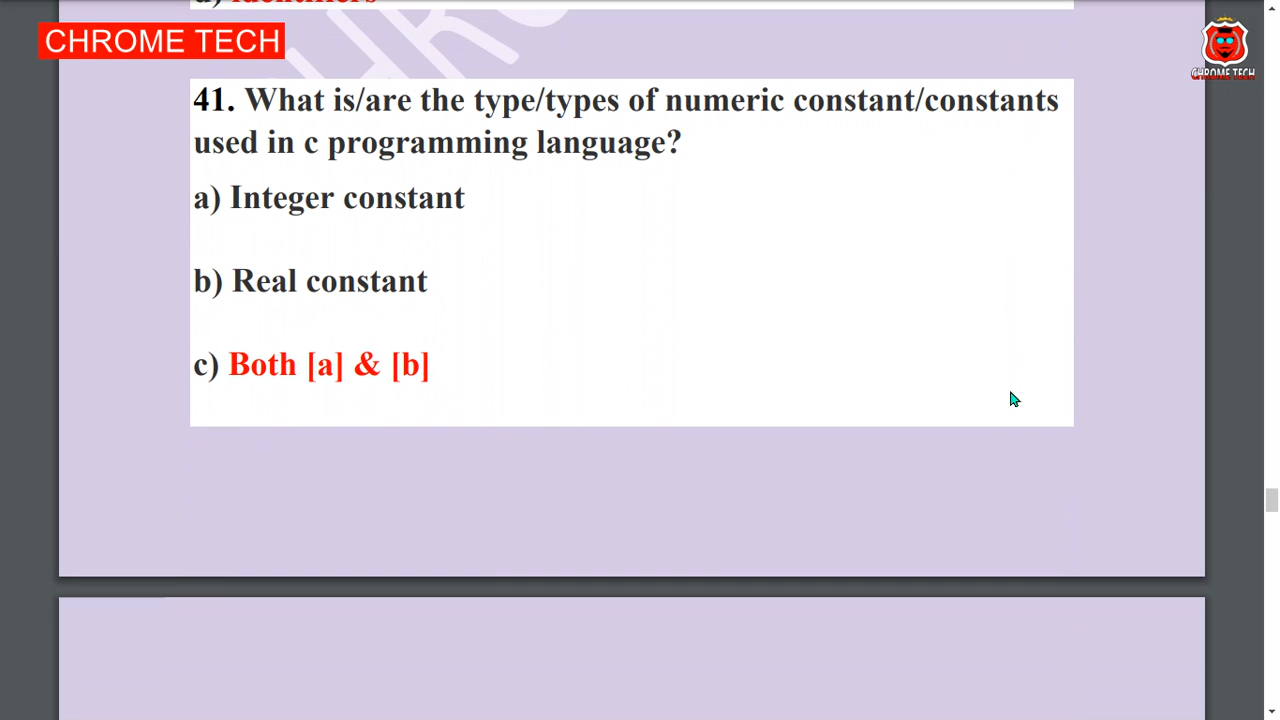 d) identifiers
CHROME TECH
CHROME TECH
41. What is/are the type/types of numeric constant/constants
used in c programming language?
a) Integer constant
b) Real constant
c) Both [a] & [b]